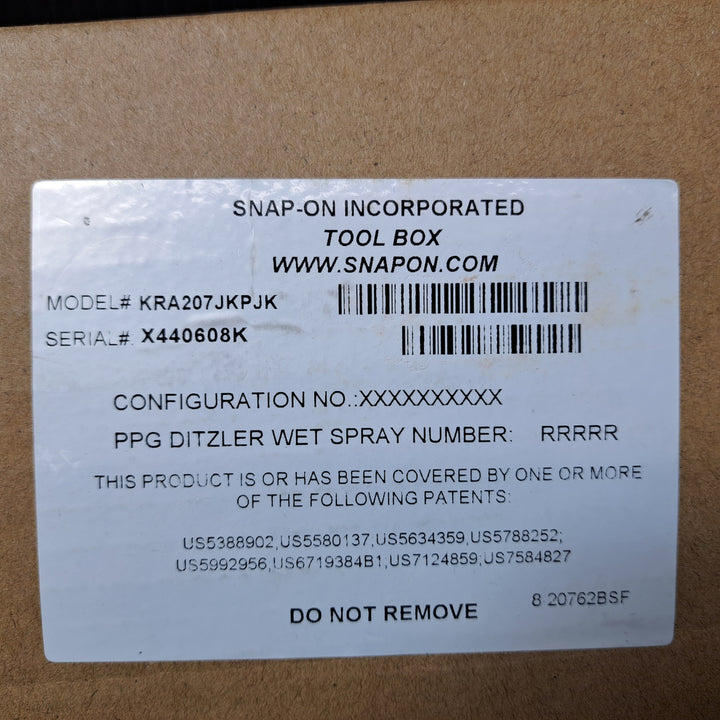 SNAP-ON INCORPORATED
TOOL BOX
WWW.SNAPON.COM
MODEL# KRA207JKPJK
SERIAL#. X440608K
CONFIGURATION NO.:XXXXXXXXXX
PPG DITZLER WET SPRAY NUMBER: RRRRR
THIS PRODUCT IS OR HAS BEEN COVERED BY ONE OR MORE
OF THE FOLLOWING PATENTS:
US5388902,US5580137,US5634359,US5788252;
US5992956,US6719384B1,US7124859;US7584827
8 20762BSF
DO NOT REMOVE